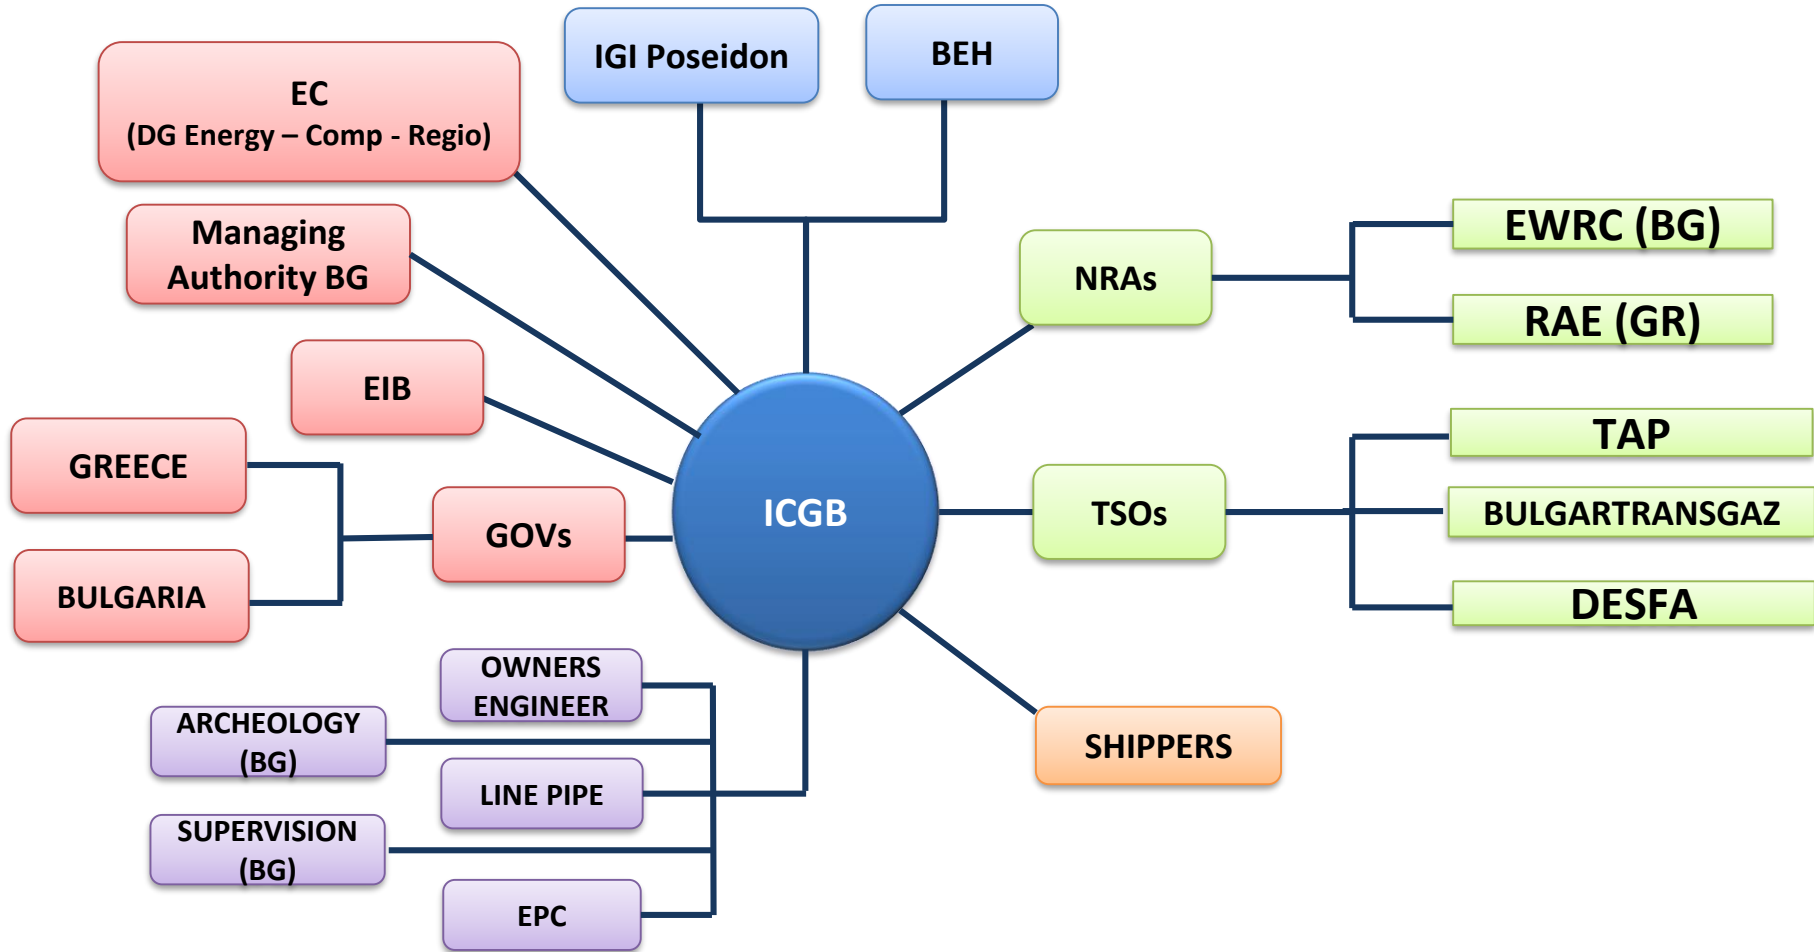 IGI Poseidon
BEH
EC
(DG Energy – Comp - Regio)
Managing
Authority BG
EIB
GREECE
GOVs
BULGARIA
ICGB
NRAs
EWRC (BG)
RAE (GR)
TSOs
TAP
BULGARTRANSGAZ
DESFA
SHIPPERS
OWNERS
ENGINEER
ARCHEOLOGY
(BG)
LINE PIPE
SUPERVISION
(BG)
EPC